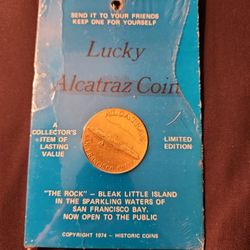 SEND IT TO YOUR FRIENDS
KEEP ONE FOR YOURSELF
Lucky
Alcatraz Coin
ALCATRAZ
A
COLLECTOR'S
ITEM OF
LASTING
VALUE
LIMITED
EDITION
"THE ROCK" – BLEAK LITTLE ISLAND
IN THE SPARKLING WATERS OF
SAN FRANCISCO BAY.
NOW OPEN TO THE PUBLIC
COPYRIGHT 1974 – HISTORIC COINS